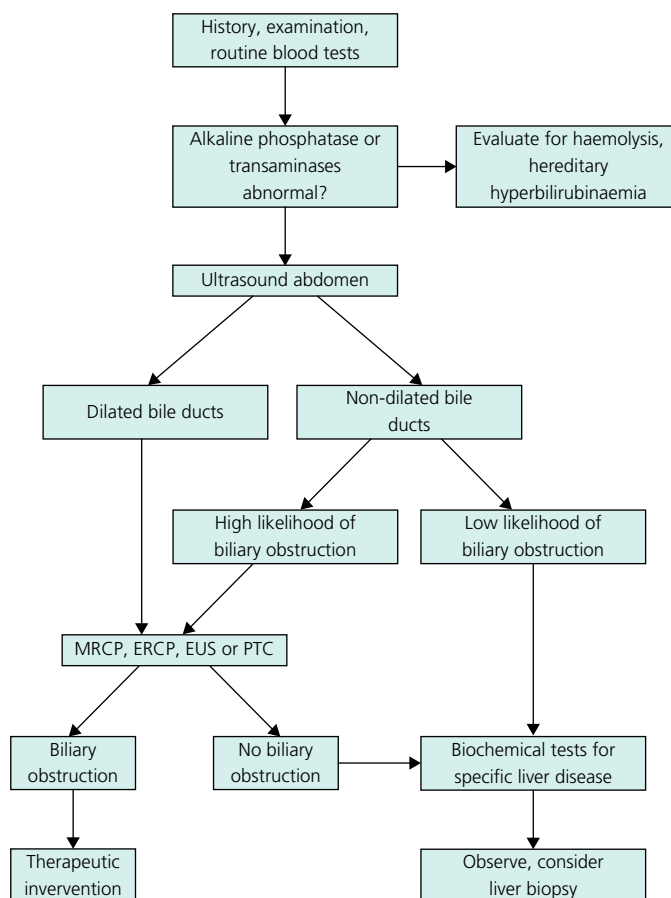 History, examination,
routine blood tests
Alkaline phosphatase or
transaminases
abnormal?
Evaluate for haemolysis,
hereditary
hyperbilirubinaemia
Ultrasound abdomen
Dilated bile ducts
Non-dilated bile
ducts
High likelihood of
biliary obstruction
Low likelihood of
biliary obstruction
MRCP, ERCP, EUS or PTC
Biliary
obstruction
No biliary
obstruction
Biochemical tests for
specific liver disease
Therapeutic
invervention
Observe, consider
liver biopsy